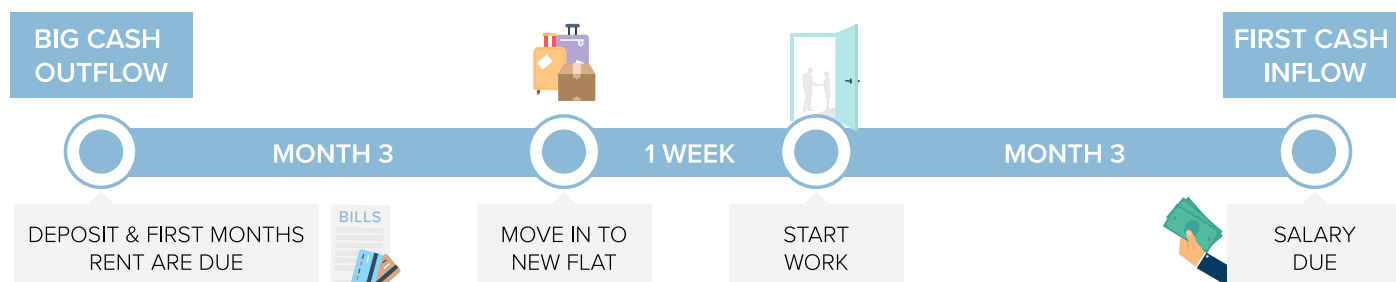 BIG CASH
OUTFLOW
FIRST CASH
INFLOW
MONTH 3
1 WEEK
MONTH 3
DEPOSIT & FIRST MONTHS
RENT ARE DUE
BILLS
MOVE IN TO
NEW FLAT
START
WORK
SALARY
DUE